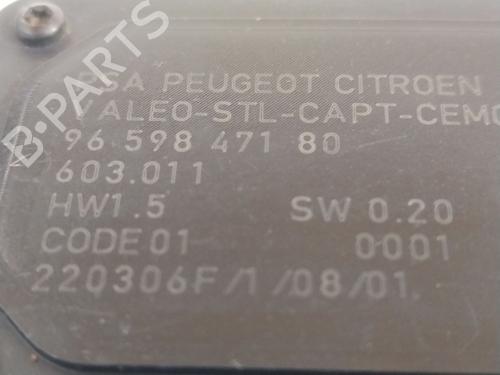 B-PARTS
PSA PEUGEOT CITROEN
VALEO-STL-CAPT-CEM0
96 598 471 80
603.011
HW1.5 SW 0.20
CODE 01 0001
220306F/1/08/01